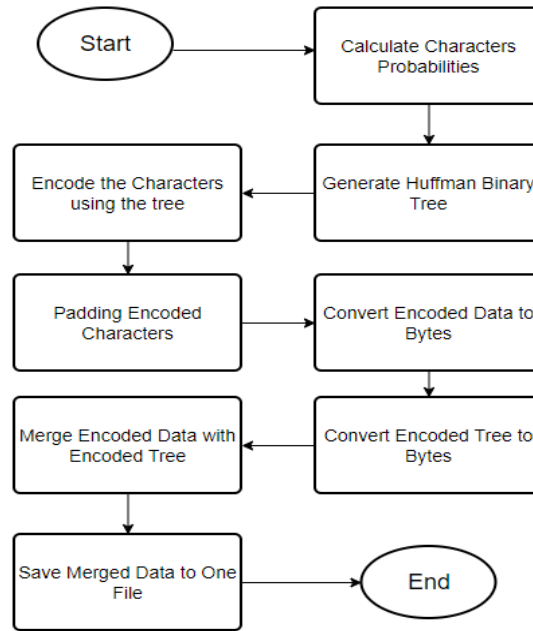 Start
Calculate Characters
Probabilities
Generate Huffman Binary
Tree
Encode the Characters
using the tree
Padding Encoded
Characters
Convert Encoded Data to
Bytes
Convert Encoded Tree to
Bytes
Merge Encoded Data with
Encoded Tree
Save Merged Data to One
File
End